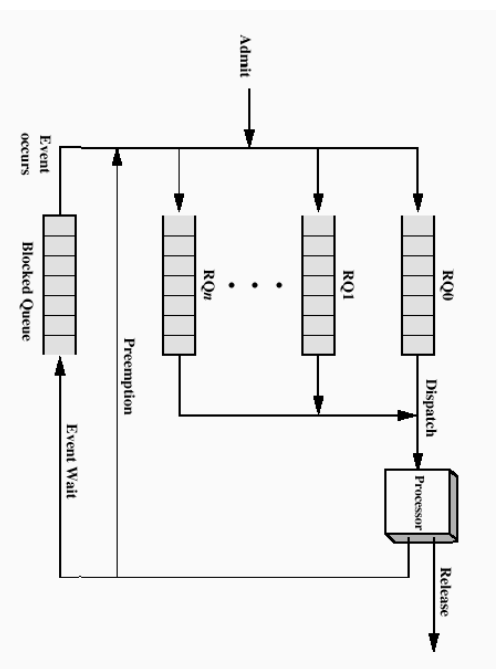 RQ0
Dispatch
Release
Processor
RQ1
Admit
RQn
Preemption
Event Wait
Event
occurs
Blocked Queue